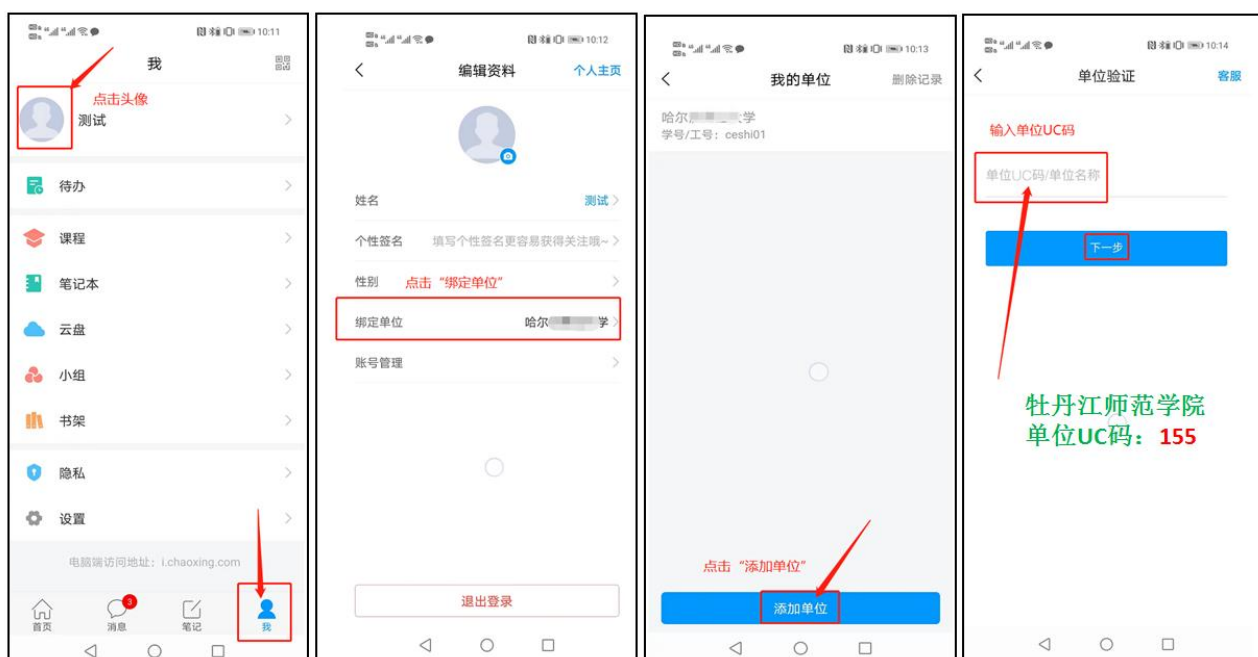 10:11
我
点击头像
测试
待办
课程
笔记本
云盘
小组
书架
隐私
设置
电脑端访问地址：i.chaoxing.com
3
首页
消息
笔记
我
10:12
编辑资料
个人主页
姓名
测试
个性签名
填写个性签名更容易获得关注哦~
性别
点击“绑定单位”
绑定单位
哈尔 学
账号管理
退出登录
10:13
我的单位
删除记录
哈尔 学
学号/工号：ceshi01
点击“添加单位”
添加单位
10:14
单位验证
客服
输入单位UC码
单位UC码/单位名称
下一步
牡丹江师范学院
单位UC码：155